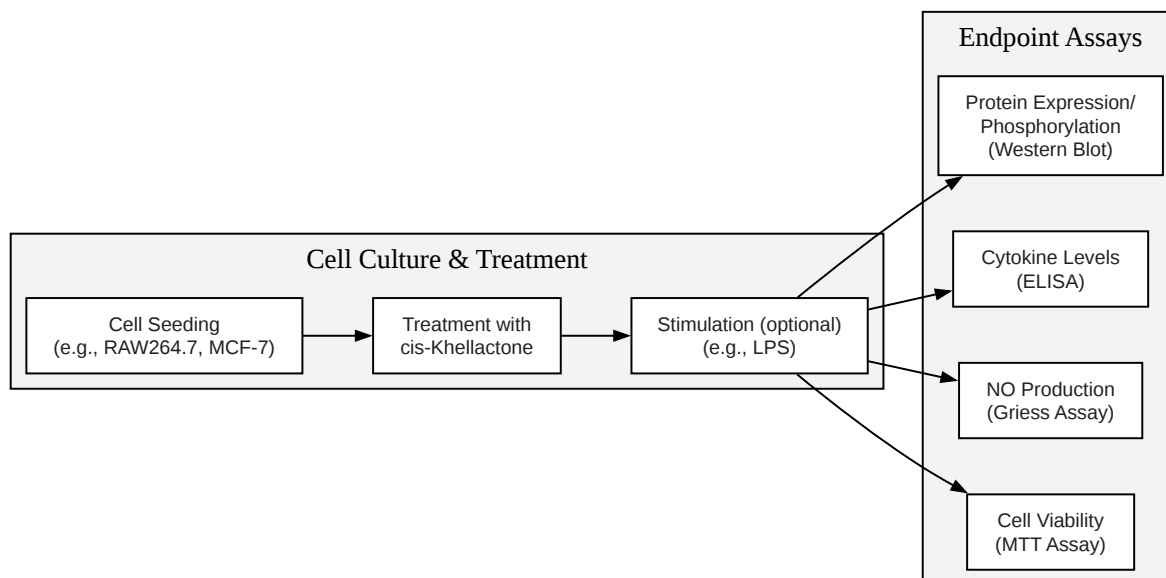 Cell Culture & Treatment
Cell Seeding
(e.g., RAW264.7, MCF-7)
Treatment with
cis-Khellactone
Stimulation (optional)
(e.g., LPS)
Endpoint Assays
Protein Expression/
Phosphorylation
(Western Blot)
Cytokine Levels
(ELISA)
NO Production
(Griess Assay)
Cell Viability
(MTT Assay)